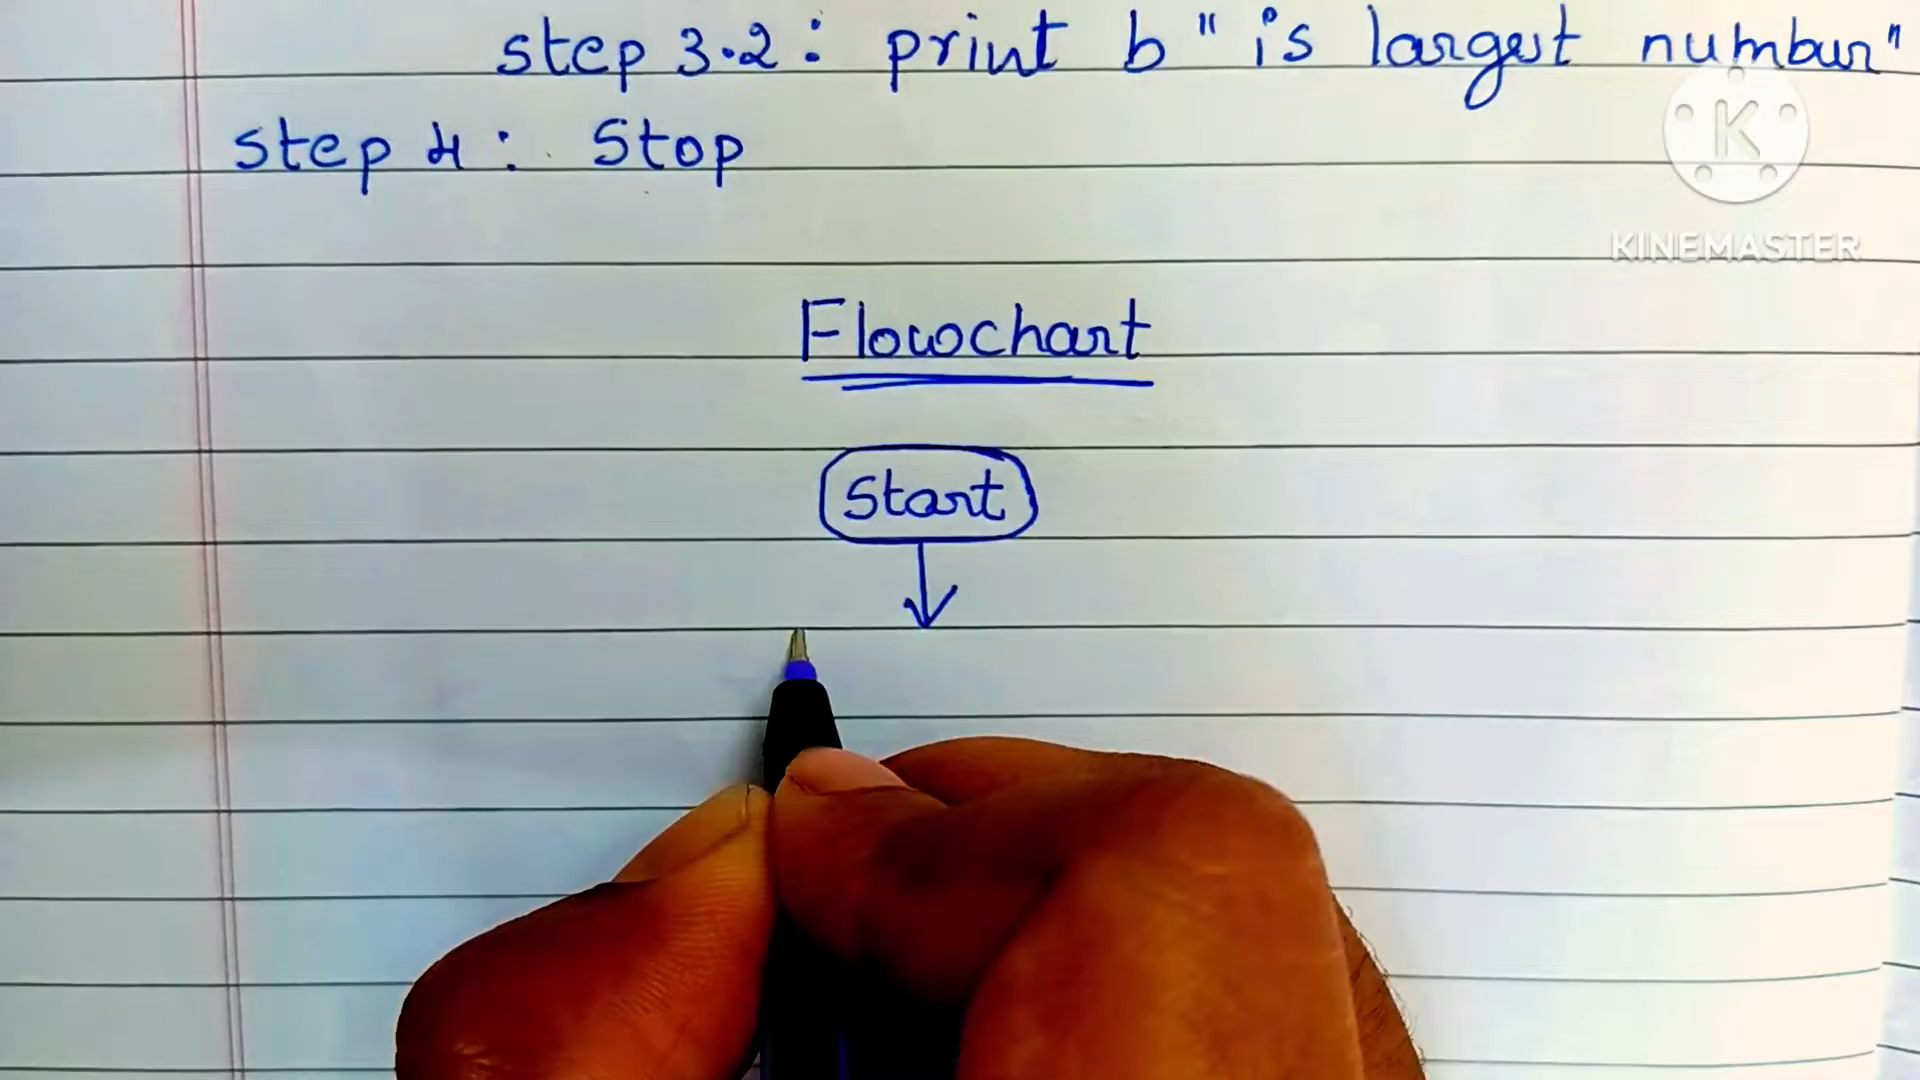 step 3.2: print b "is largest number"
step 4: Stop
K
KINEMASTER
Flowchart
Start